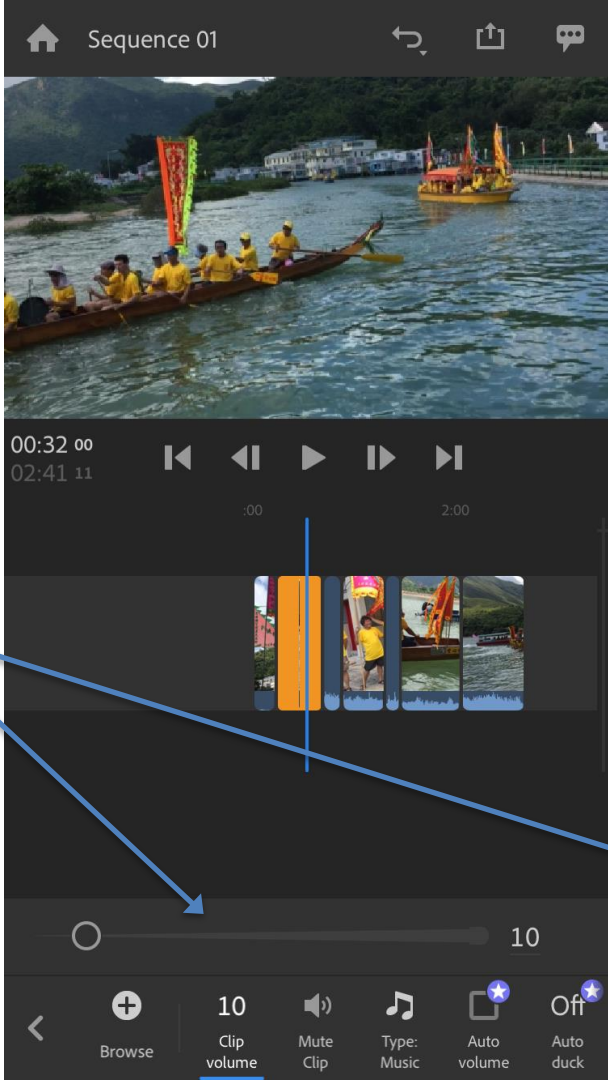 Sequence 01
00:32 00
02:41 11
:00 2:00
10
10 Off
Browse
Clip
volume
Mute
Clip
Type:
Music
Auto
volume
Auto
duck